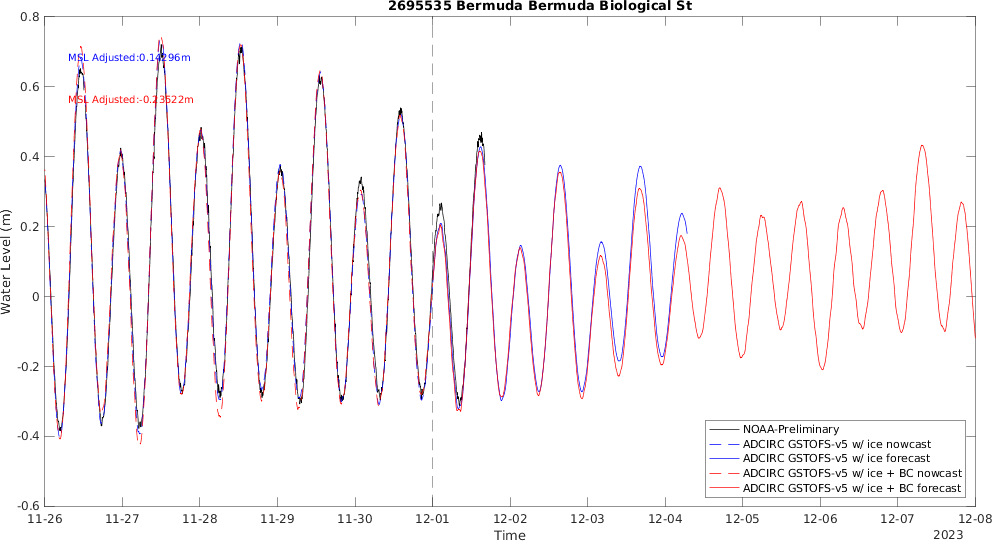 2695535 Bermuda Bermuda Biological St
0.8
0.6
0.4
0.2
0
-0.2
-0.4
-0.6
Water Level (m)
MSL Adjusted:0.14296m
MSL Adjusted:-0.23522m
NOAA-Preliminary
ADCIRC GSTOFS-v5 w/ ice nowcast
ADCIRC GSTOFS-v5 w/ ice forecast
ADCIRC GSTOFS-v5 w/ ice + BC nowcast
ADCIRC GSTOFS-v5 w/ ice + BC forecast
11-26 11-27 11-28 11-29 11-30 12-01 12-02 12-03 12-04 12-05 12-06 12-07 12-08
Time
2023